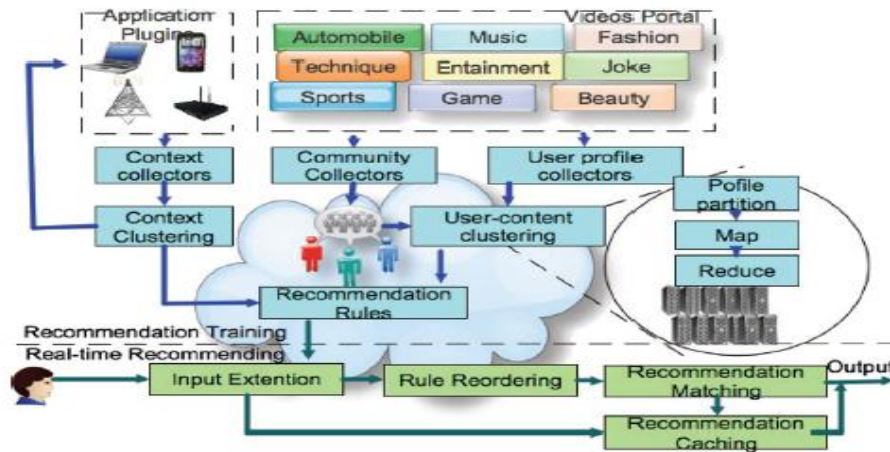 Application
Plugins
Videos Portal
Automobile
Music
Fashion
Technique
Entainment
Joke
Sports
Game
Beauty
Context
collectors
Community
Collectors
User profile
collectors
Context
Clustering
User-content
clustering
Pofile
partition
Map
Reduce
Recommendation
Rules
Recommendation Training
Real-time Recommending
Input Extention
Rule Reordering
Recommendation
Matching
Output
Recommendation
Caching